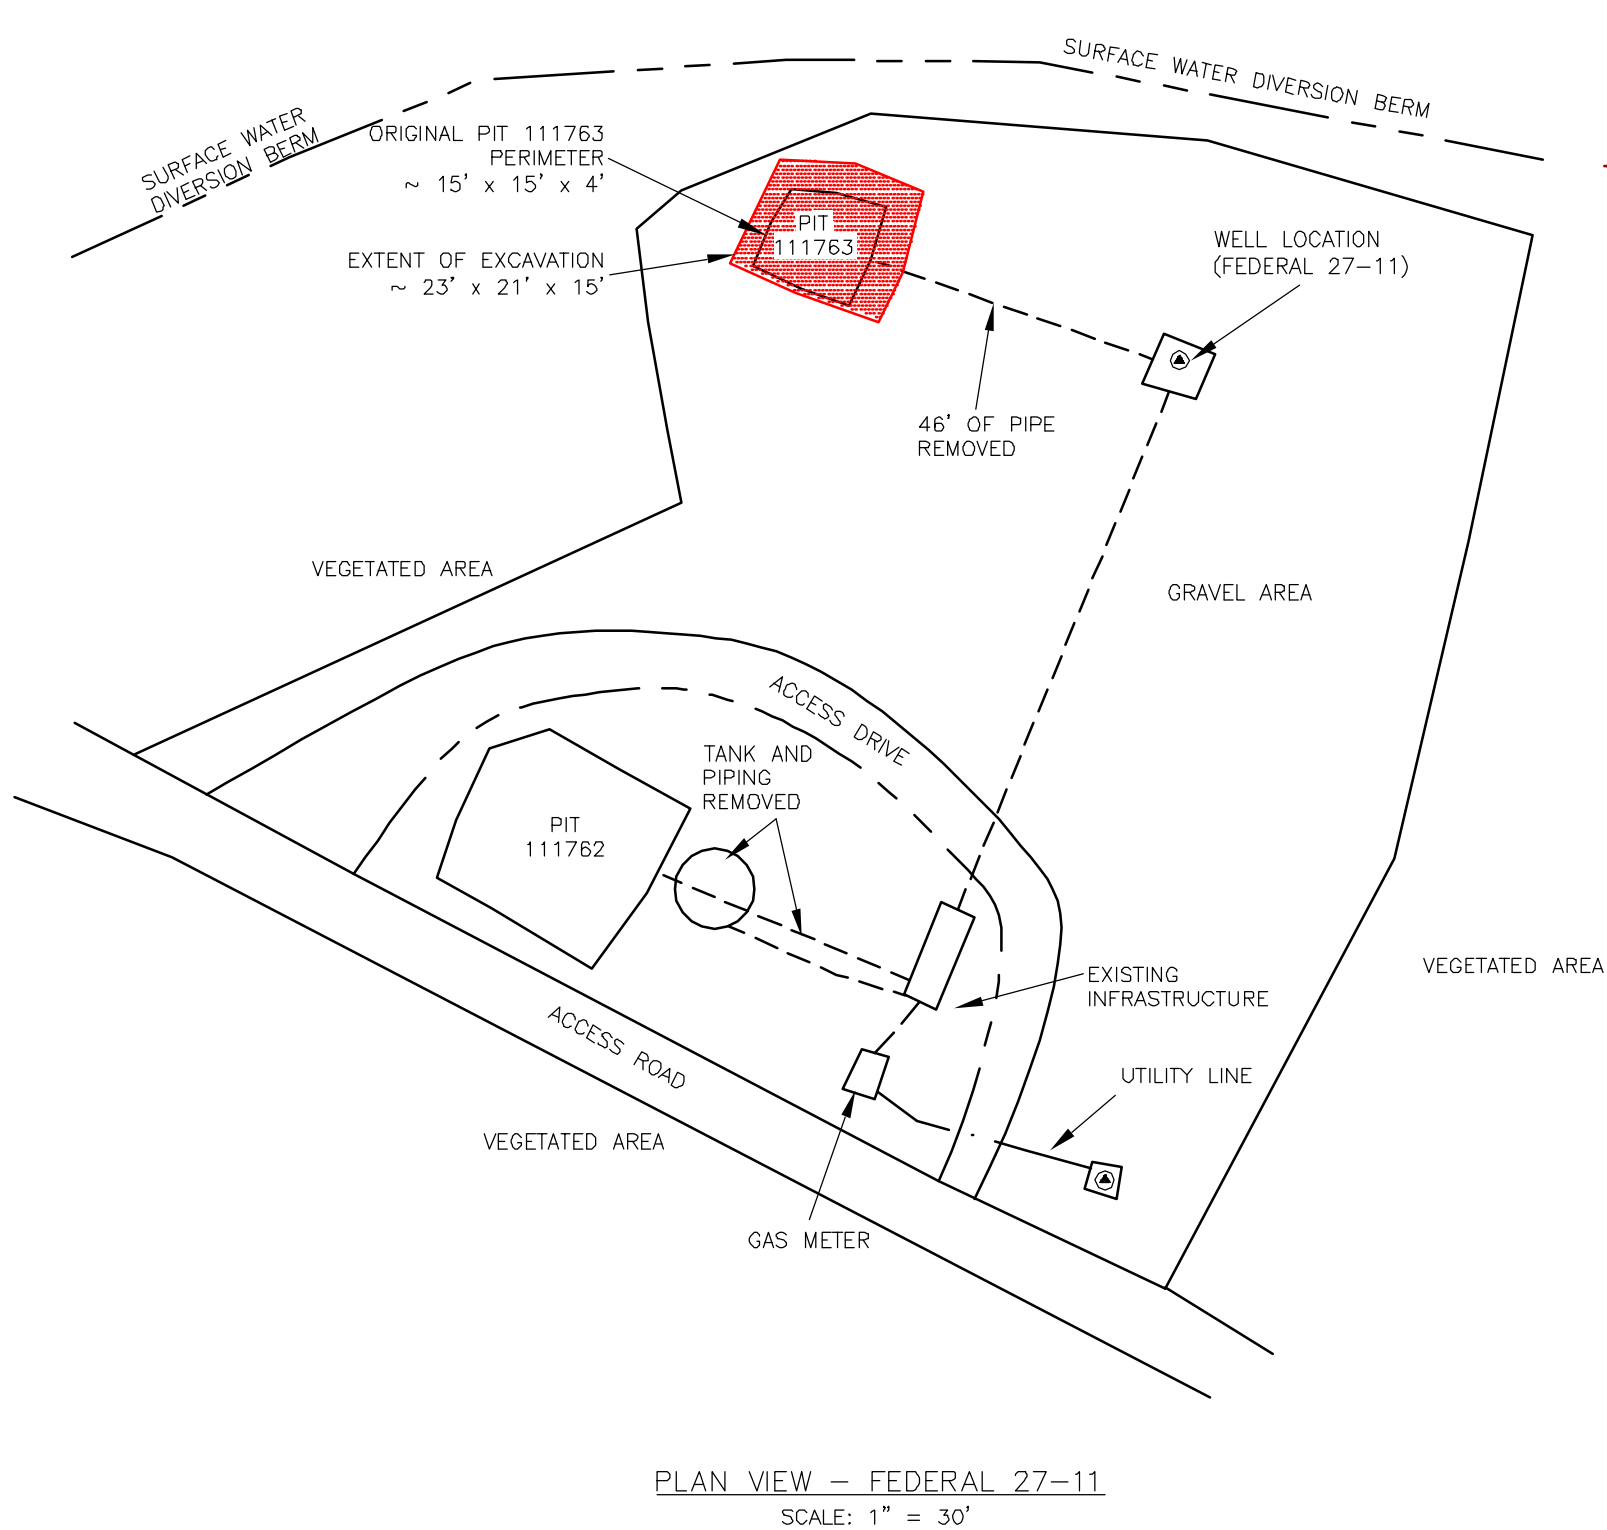 SURFACE WATER DIVERSION BERM
SURFACE WATER
DIVERSION BERM
ORIGINAL PIT 111763
PERIMETER
~ 15' x 15' x 4'
PIT
111763
EXTENT OF EXCAVATION
~ 23' x 21' x 15'
WELL LOCATION
(FEDERAL 27-11)
46' OF PIPE
REMOVED
VEGETATED AREA
GRAVEL AREA
ACCESS DRIVE
TANK AND
PIPING
REMOVED
PIT
111762
VEGETATED AREA
EXISTING
INFRASTRUCTURE
ACCESS ROAD
UTILITY LINE
VEGETATED AREA
GAS METER
PLAN VIEW - FEDERAL 27-11
SCALE: 1" = 30'